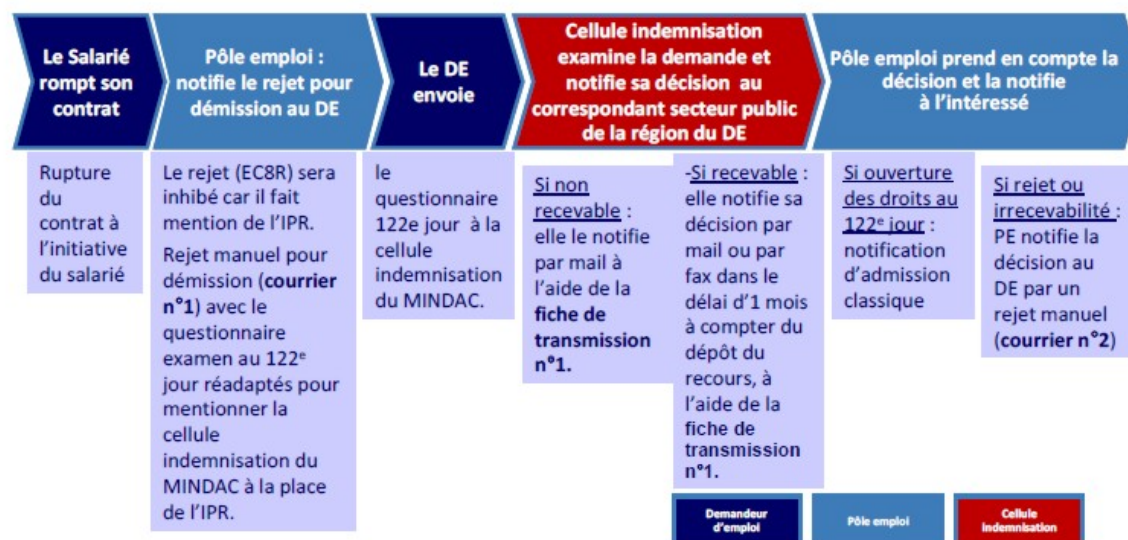 Le Salarié
rompt son
contrat
Pôle emploi :
notifie le rejet pour
démission au DE
Le DE
envoie
Cellule indemnisation
examine la demande et
notifie sa décision au
correspondant secteur public
de la région du DE
Pôle emploi prend en compte la
décision et la notifie
à l’intéressé
Rupture
du
contrat à
l’initiative
du salarié
Le rejet (EC8R) sera
inhibé car il fait
mention de l’IPR.
Rejet manuel pour
démission (courrier
n°1) avec le
questionnaire
examen au 122e
jour réadaptés pour
mentionner la
cellule
indemnisation du
MINDAC à la place
de l’IPR.
le
questionnaire
122e jour à la
cellule
indemnisation
du MINDAC.
Si non
recevable :
elle le notifie
par mail à
l’aide de la
fiche de
transmission
n°1.
-Si recevable :
elle notifie sa
décision par
mail ou par
fax dans le
délai d’1 mois
à compter du
dépôt du
recours, à
l’aide de la
fiche de
transmission
n°1.
Si ouverture
des droits au
122e jour :
notification
d’admission
classique
Si rejet ou
irrecevabilité :
PE notifie la
décision au
DE par un
rejet manuel
(courrier n°2)
Demandeur
d’emploi
Pôle emploi
Cellule
indemnisation